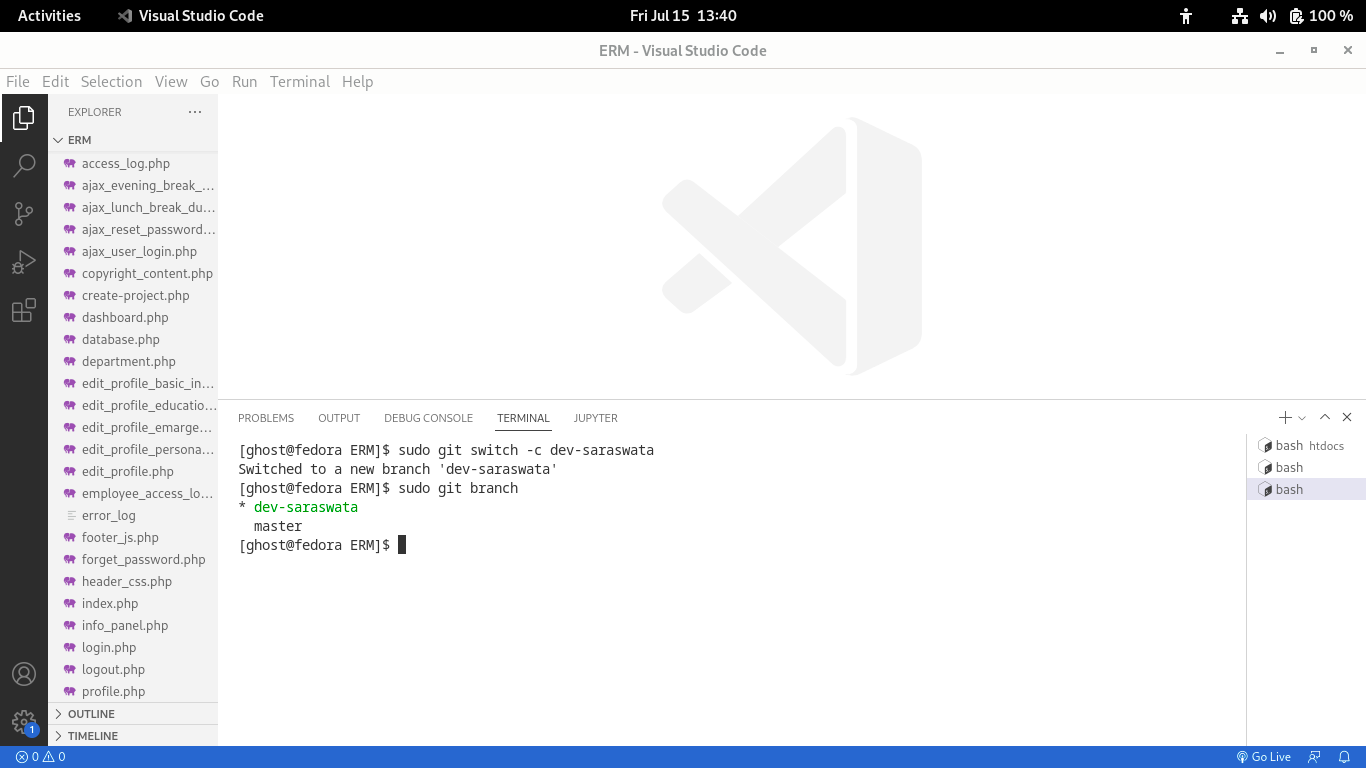 Activities
Visual Studio Code
Fri Jul 15 13:40
100 %
ERM - Visual Studio Code
File Edit Selection View Go Run Terminal Help
EXPLORER
ERM
access_log.php
ajax_evening_break_...
ajax_lunch_break_du...
ajax_reset_password...
ajax_user_login.php
copyright_content.php
create-project.php
dashboard.php
database.php
department.php
edit_profile_basic_in...
edit_profile_educatio...
edit_profile_emarge...
edit_profile_persona...
edit_profile.php
employee_access_lo...
error_log
footer_js.php
forget_password.php
header_css.php
index.php
info_panel.php
login.php
logout.php
profile.php
OUTLINE
TIMELINE
PROBLEMS OUTPUT DEBUG CONSOLE TERMINAL JUPYTER
[ghost@fedora ERM]$ sudo git switch -c dev-saraswata
Switched to a new branch 'dev-saraswata'
[ghost@fedora ERM]$ sudo git branch
* dev-saraswata
master
[ghost@fedora ERM]$
bash htdocs
bash
bash
1
0 0
Go Live